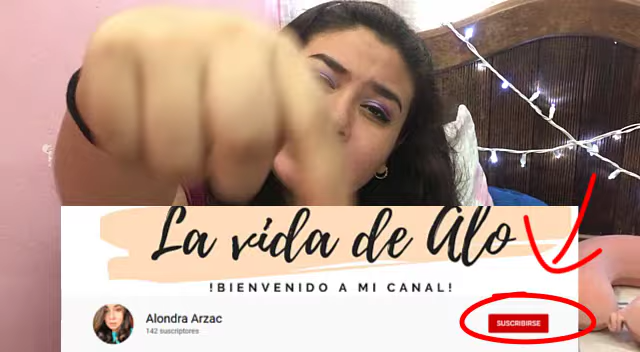 La vida de Alo
!BIENVENIDO A MI CANAL!
Alondra Arzac
142 suscriptores
SUSCRIBIRSE